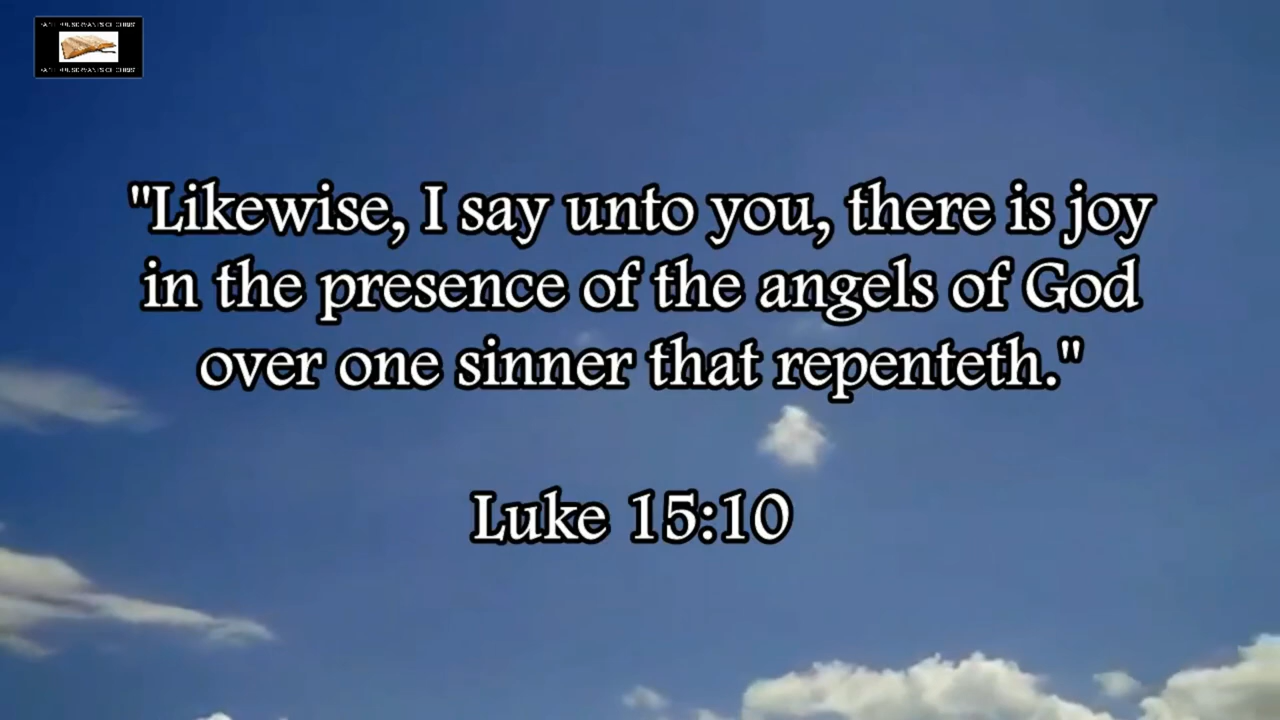 "Likewise, I say unto you, there is joy
in the presence of the angels of God
over one sinner that repenteth."
Luke 15:10